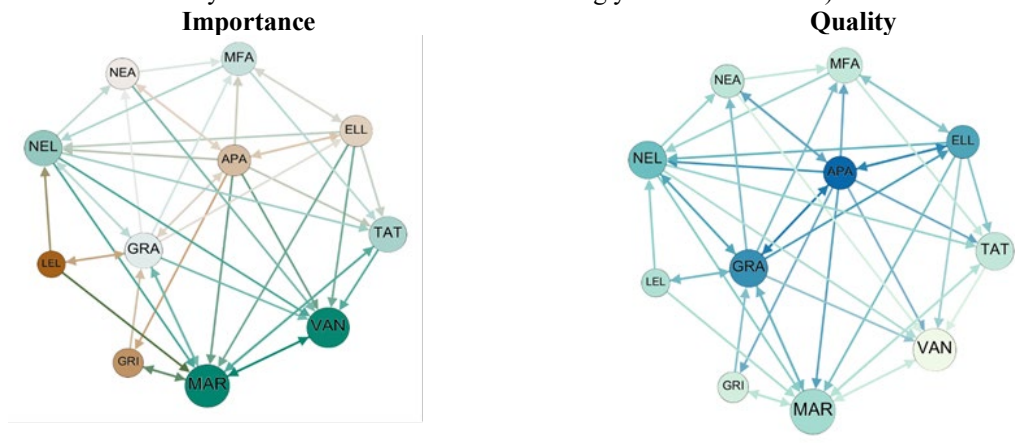 Importance
Quality
NEA
MFA
ELL
NEL
APA
TAT
GRA
LEL
VAN
GRI
MAR
NEA
MFA
ELL
NEL
APA
TAT
GRA
LEL
VAN
GRI
MAR